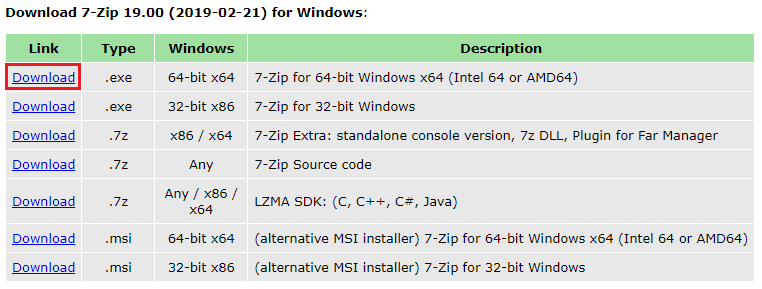 Download 7-Zip 19.00 (2019-02-21) for Windows:
Link Type Windows Description
Download .exe 64-bit x64 7-Zip for 64-bit Windows x64 (Intel 64 or AMD64)
Download .exe 32-bit x86 7-Zip for 32-bit Windows
Download .7z x86 / x64 7-Zip Extra: standalone console version, 7z DLL, Plugin for Far Manager
Download .7z Any 7-Zip Source code
Download .7z Any / x86 / x64 LZMA SDK: (C, C++, C#, Java)
Download .msi 64-bit x64 (alternative MSI installer) 7-Zip for 64-bit Windows x64 (Intel 64 or AMD64)
Download .msi 32-bit x86 (alternative MSI installer) 7-Zip for 32-bit Windows